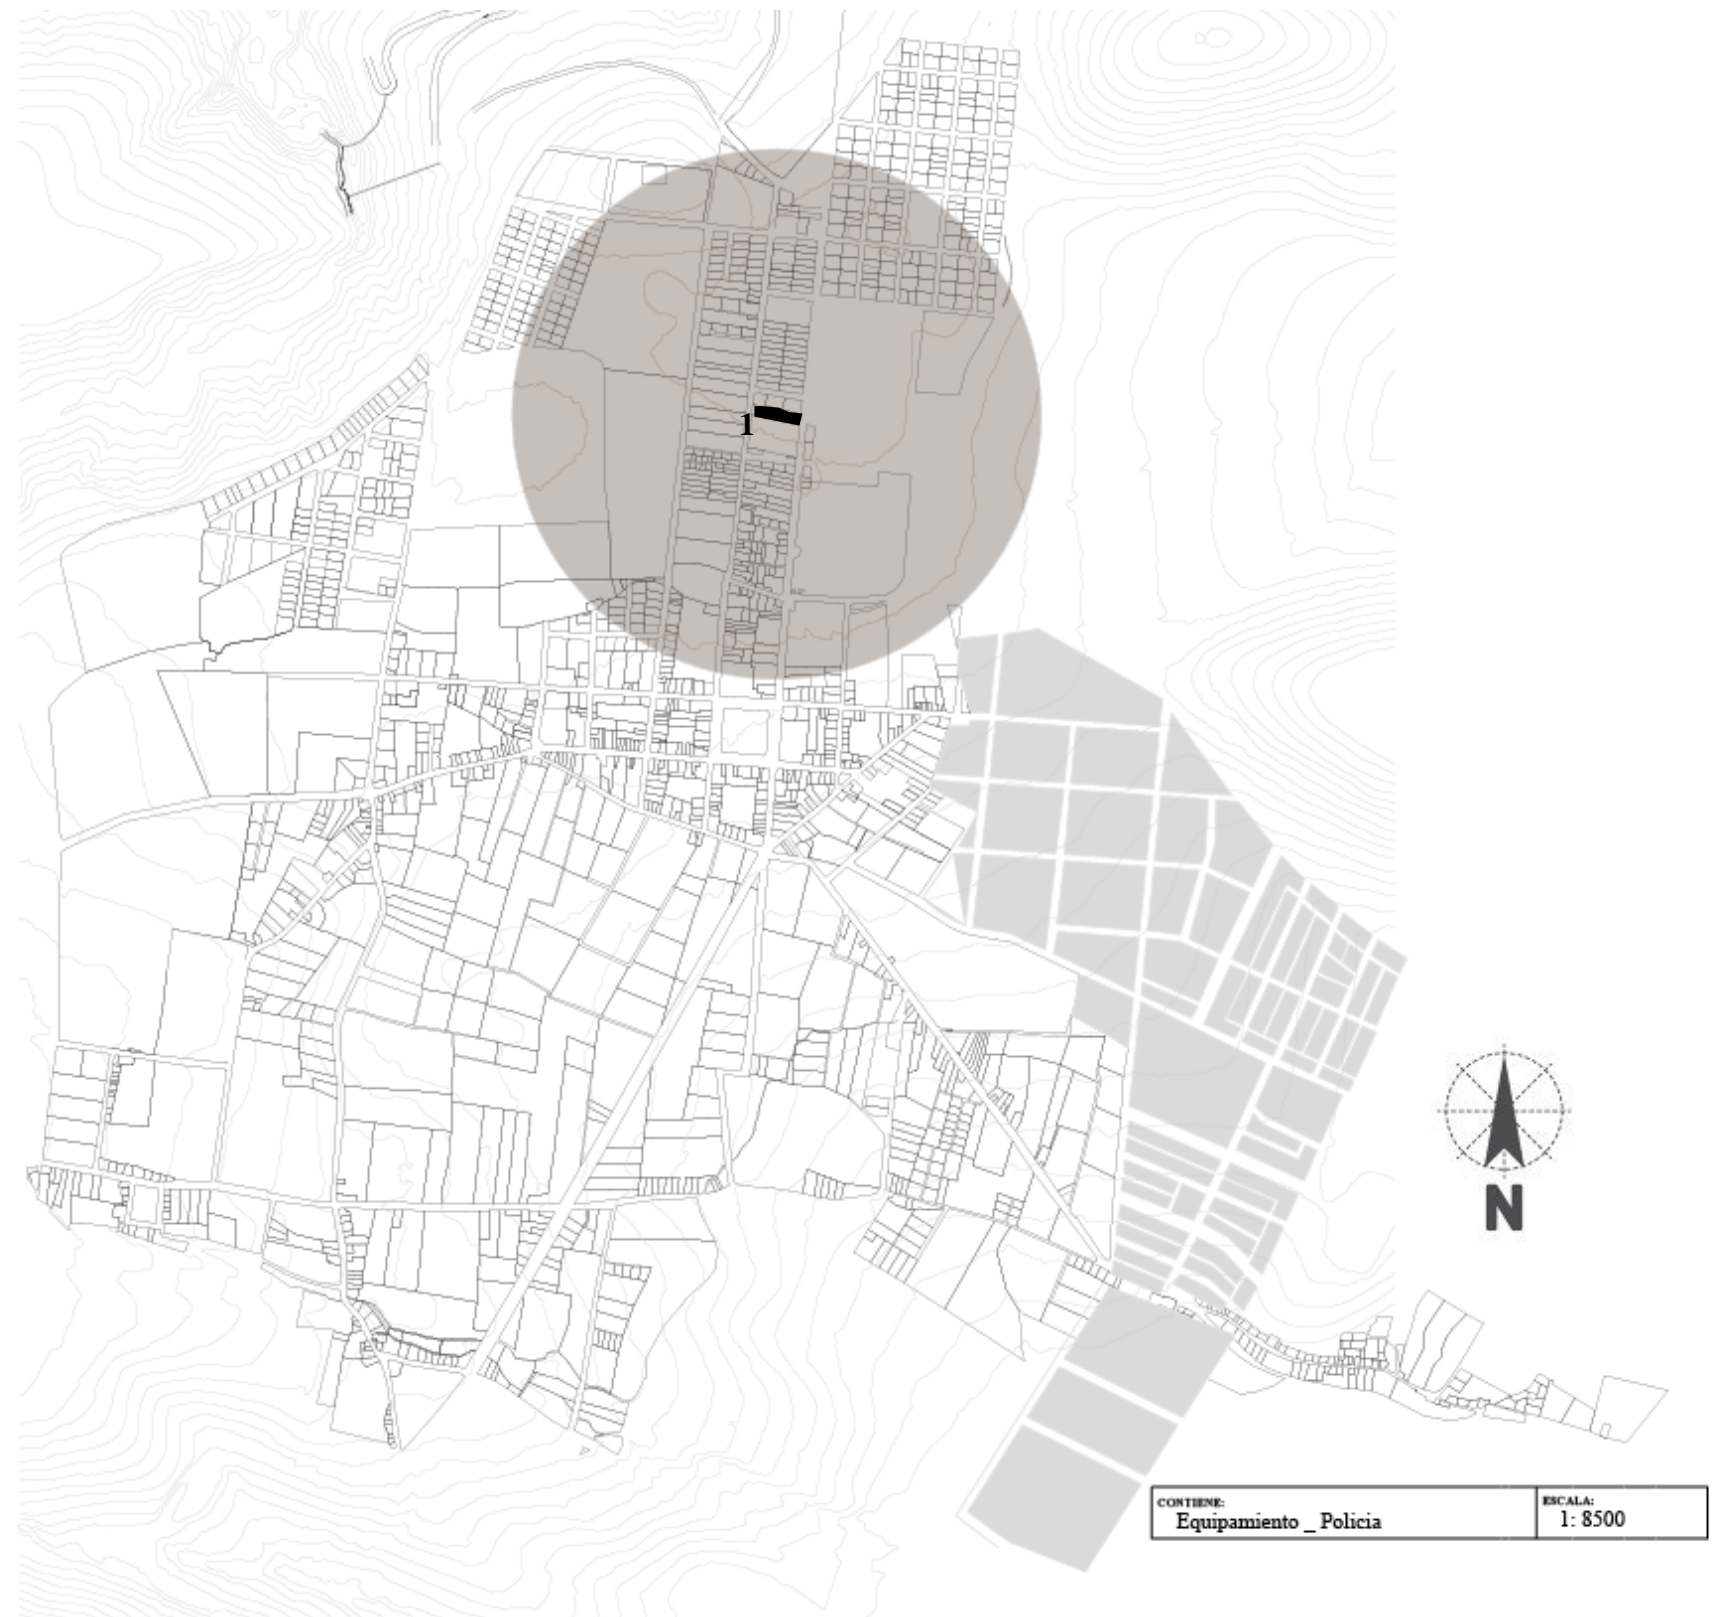 1
N
CONTIENE:
Equipamiento _ Policia
ESCALA:
1: 8500